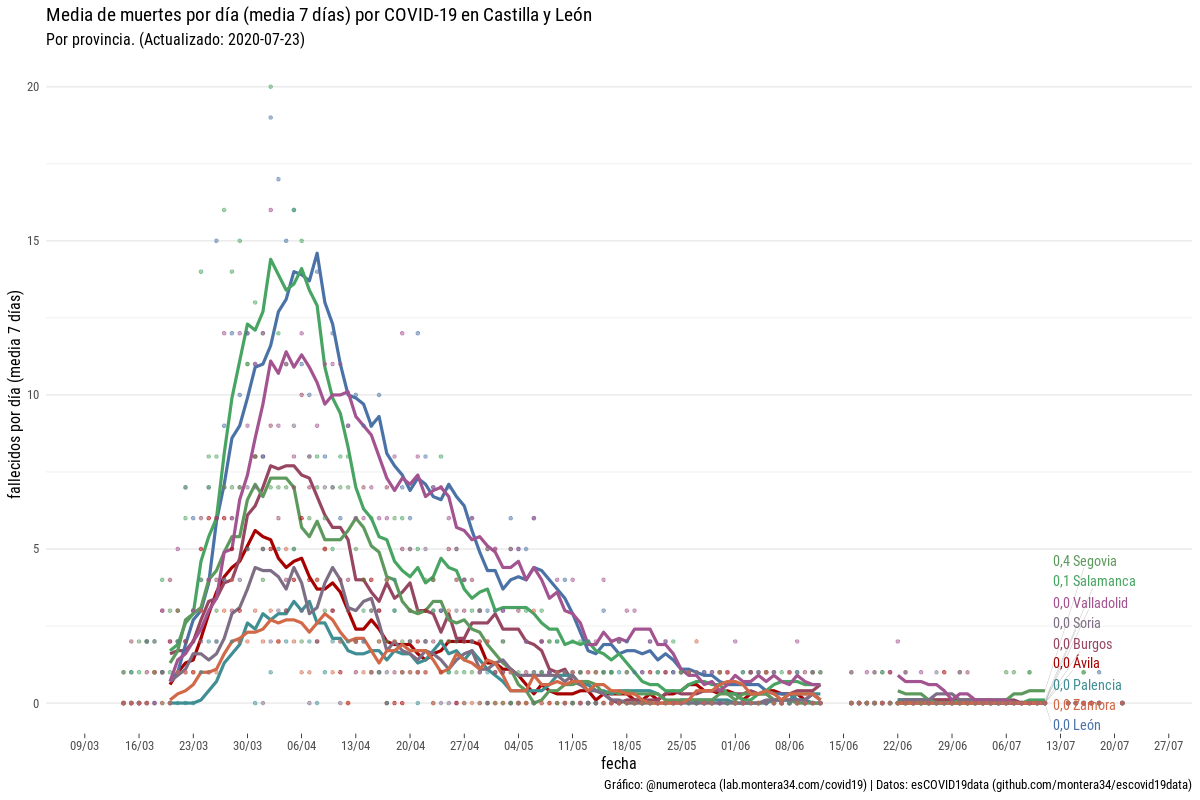 Media de muertes por día (media 7 días) por COVID-19 en Castilla y León
Por provincia. (Actualizado: 2020-07-23)
fallecidos por día (media 7 días)
20
15
10
5
0
0,4 Segovia
0,1 Salamanca
0,0 Valladolid
0,0 Soria
0,0 Burgos
0,0 Ávila
0,0 Palencia
0,0 Zamora
0,0 León
09/03 16/03 23/03 30/03 06/04 13/04 20/04 27/04 04/05 11/05 18/05 25/05 01/06 08/06 15/06 22/06 29/06 06/07 13/07 20/07 27/07
fecha
Gráfico: @numeroteca (lab.montera34.com/covid19) | Datos: esCOVID19data (github.com/montera34/escovid19data)